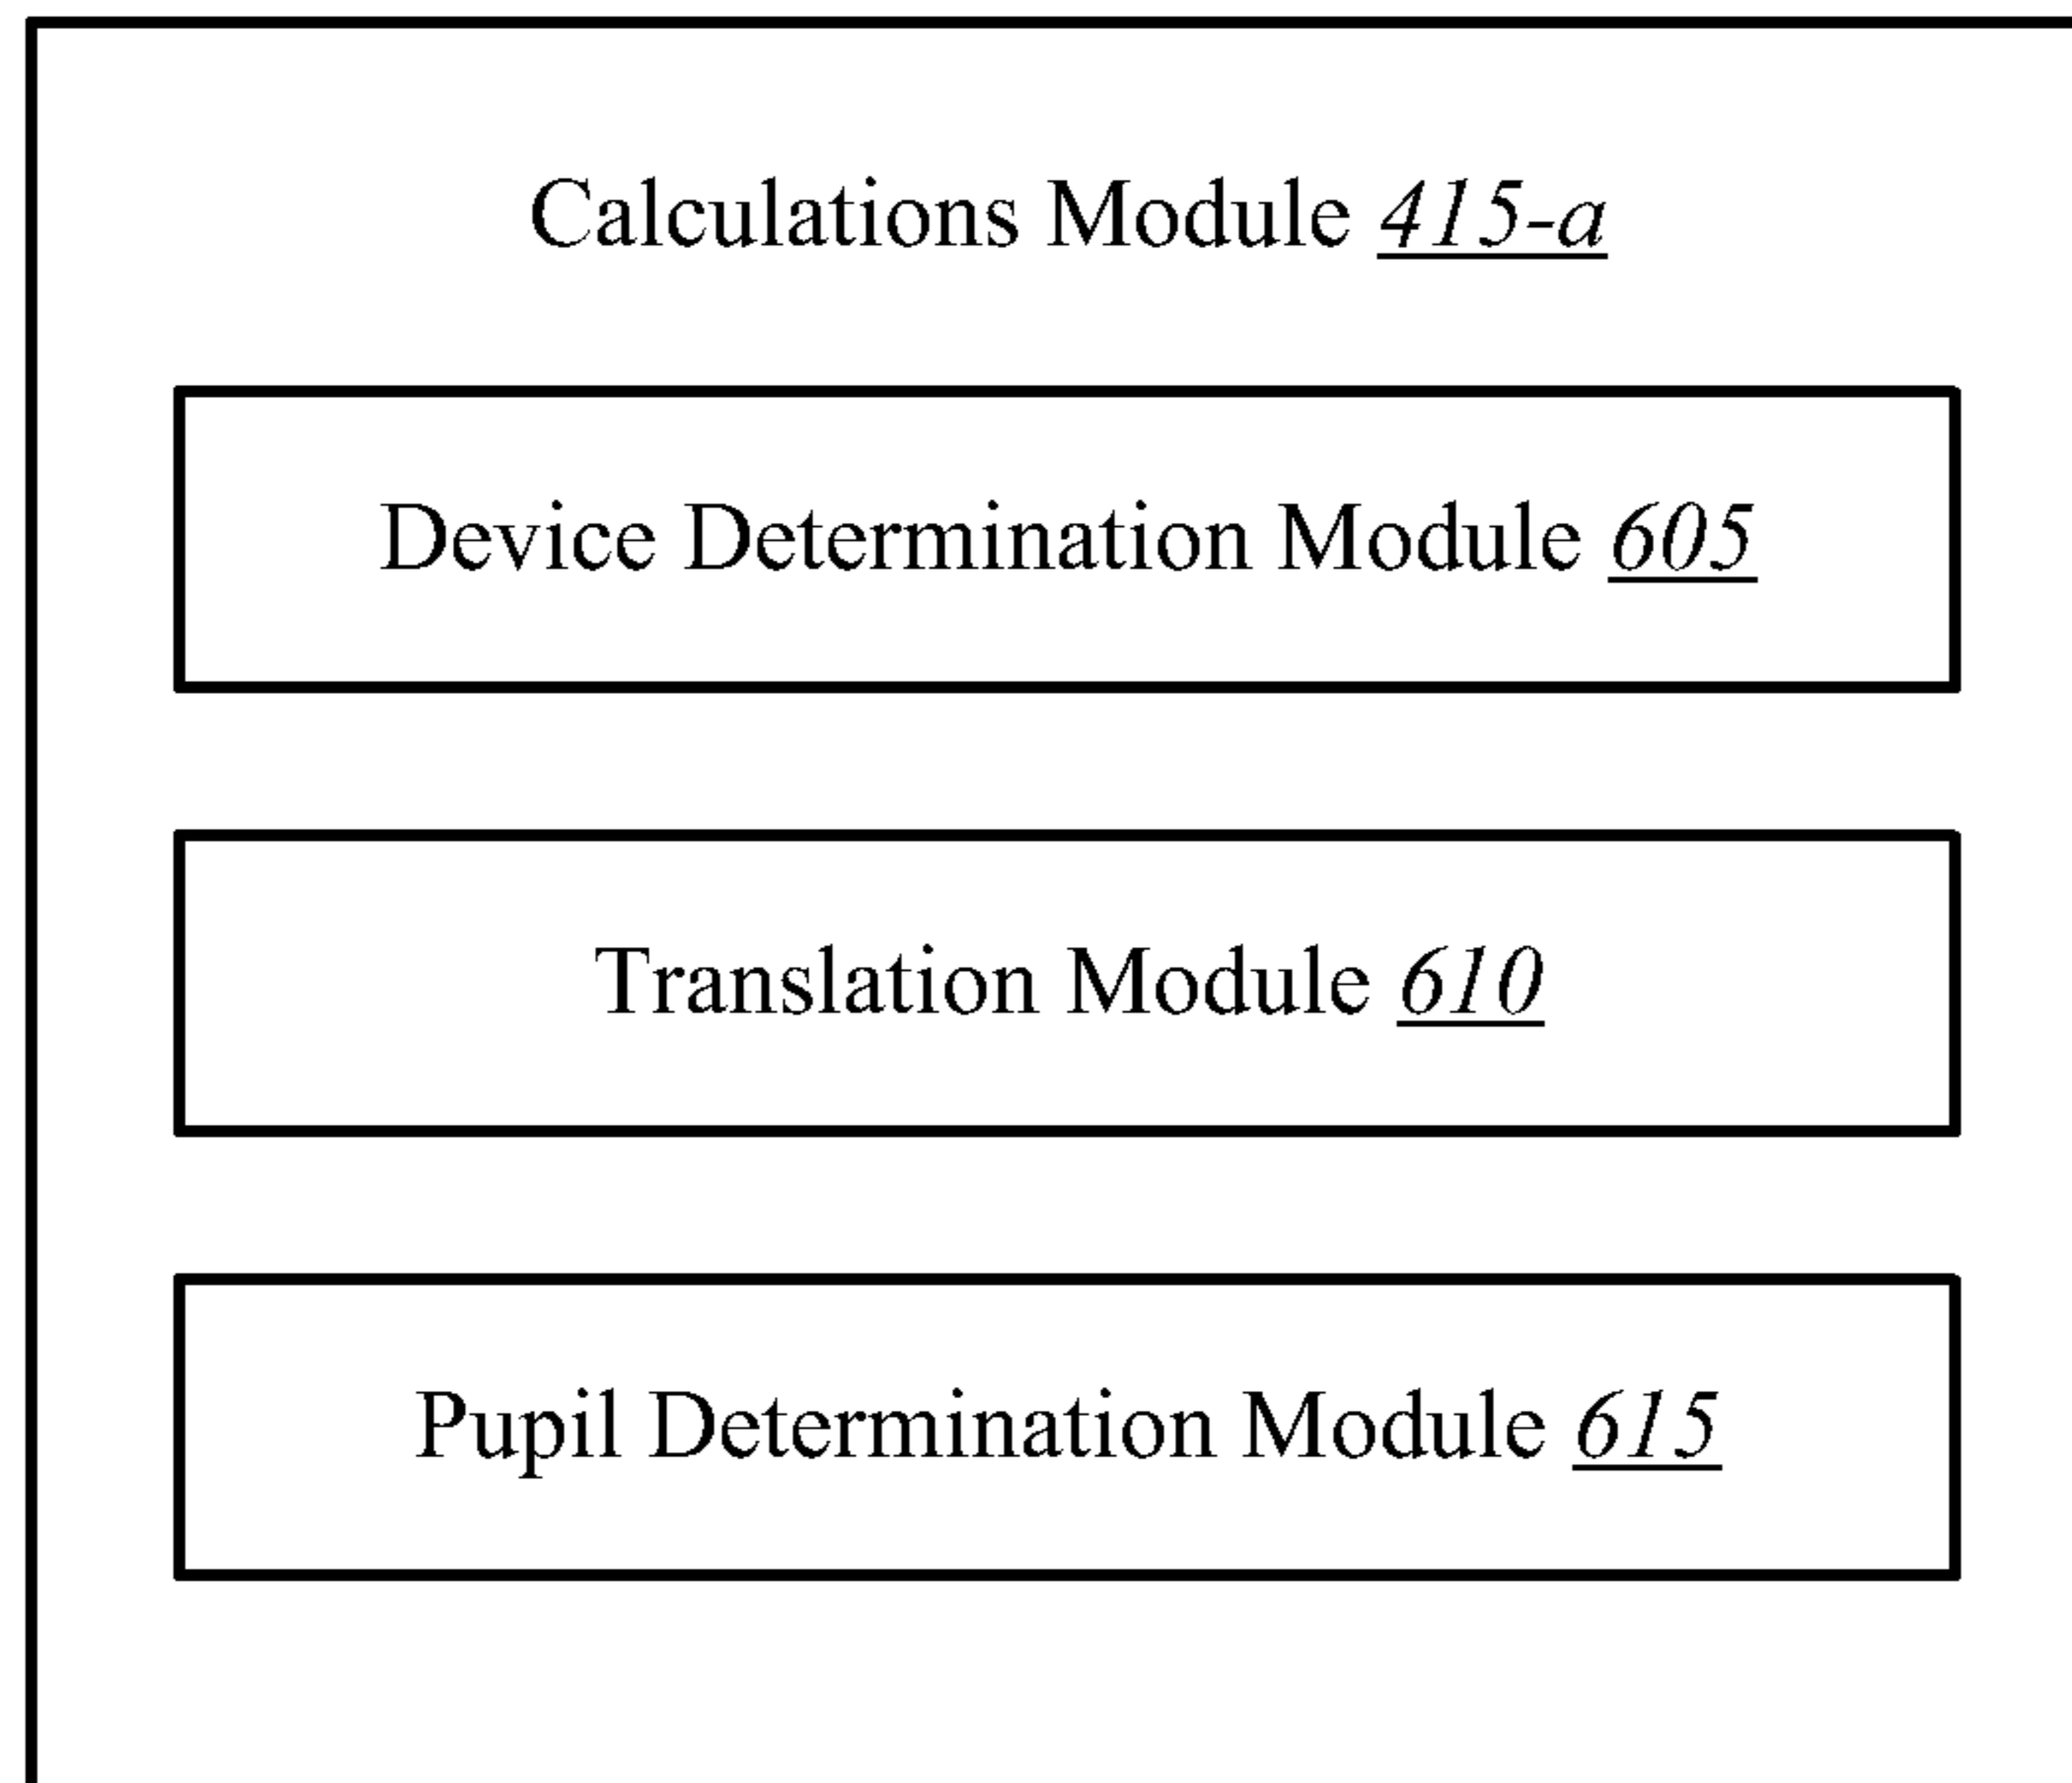 Calculations Module 415-a
Device Determination Module 605
Translation Module 610
Pupil Determination Module 615